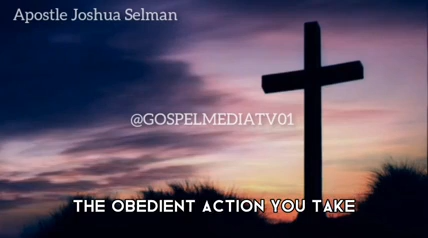 Apostle Joshua Selman
@GOSPELMEDIATV01
THE OBEDIENT ACTION YOU TAKE